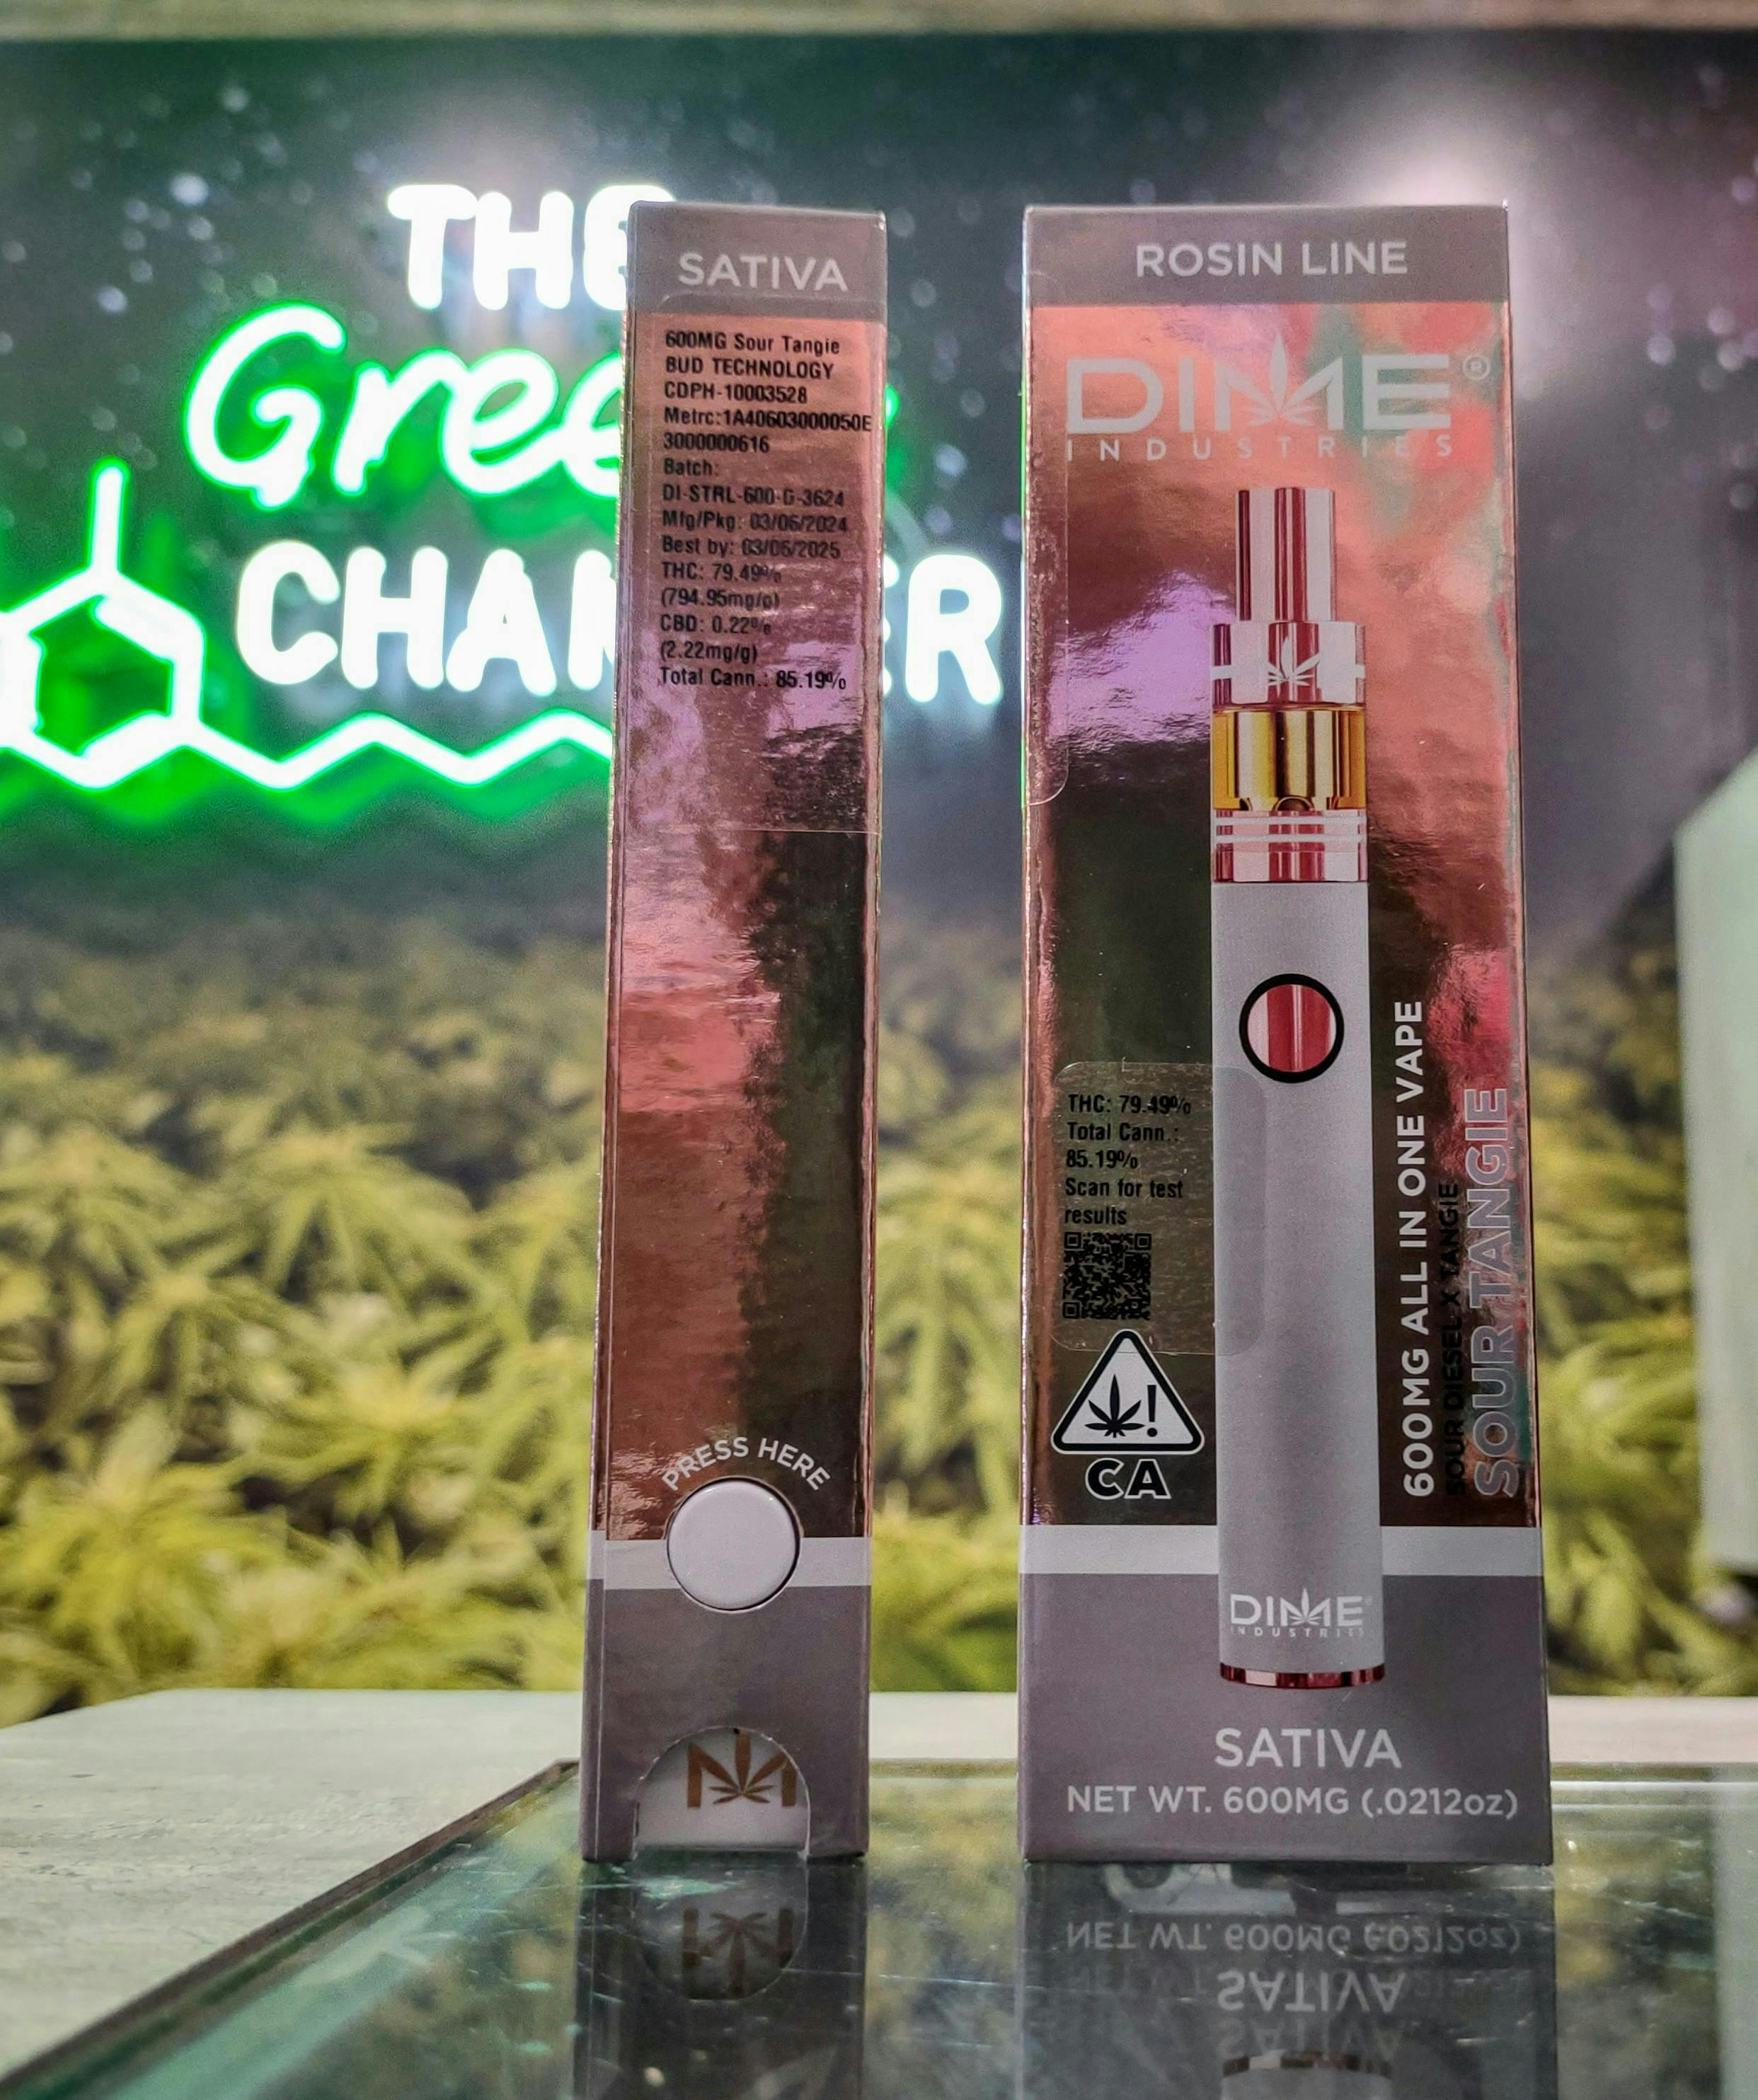 THE
Green
CHAMBER
SATIVA
600MG Sour Tangie
BUD TECHNOLOGY
CDPH-10003528
Metrc:1A40603000050E
3000000616
Batch:
DI-STRL-600-G-3624
Mfg/Pkg: 03/06/2024
Best by: 03/06/2025
THC: 79.49%
(794.95mg/g)
CBD: 0.22%
(2.22mg/g)
Total Cann.: 85.19%
PRESS HERE
M
ROSIN LINE
DIME®
INDUSTRIES
THC: 79.49%
Total Cann.:
85.19%
Scan for test
results
!
CA
600MG ALL IN ONE VAPE
SOUR DIESEL X TANGIE
SOUR TANGIE
DIME
INDUSTRIES
SATIVA
NET WT. 600MG (.0212oz)